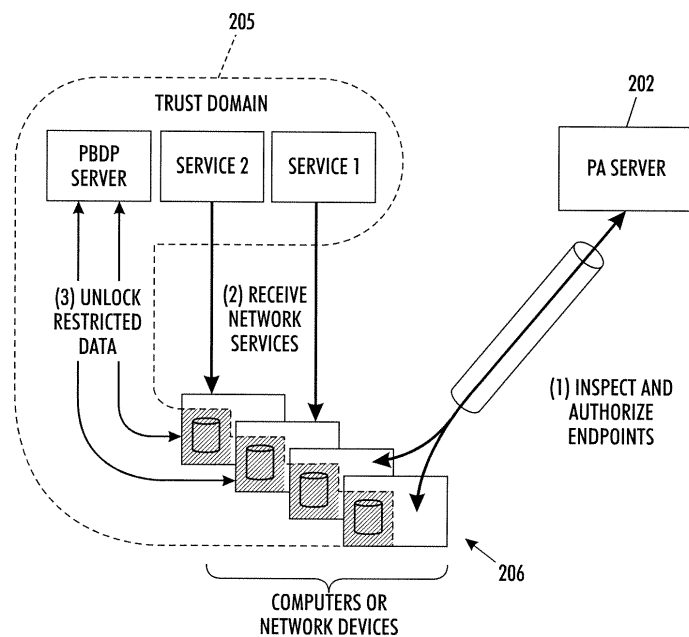 205
TRUST DOMAIN
202
PBDP
SERVER
SERVICE 2
SERVICE 1
PA SERVER
(3) UNLOCK
RESTRICTED
DATA
(2) RECEIVE
NETWORK
SERVICES
(1) INSPECT AND
AUTHORIZE
ENDPOINTS
206
COMPUTERS OR
NETWORK DEVICES